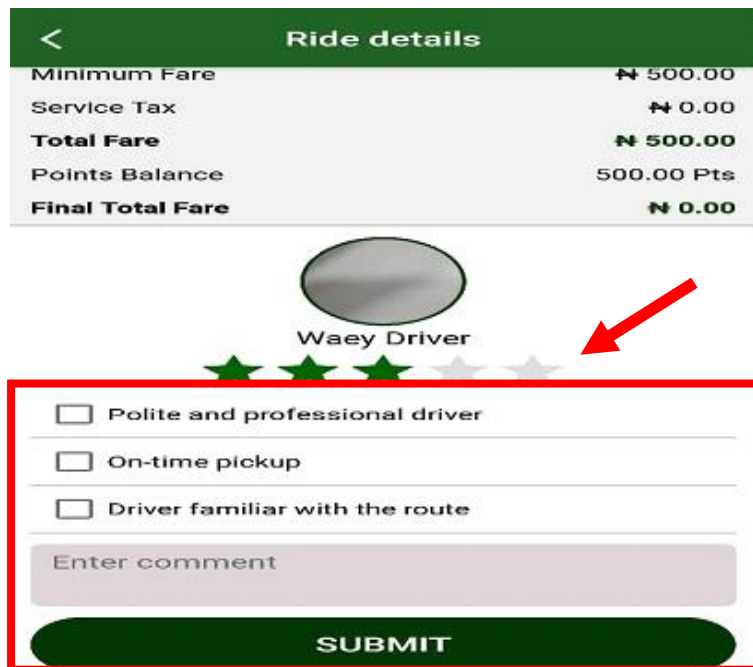 Ride details
Minimum Fare ₦ 500.00
Service Tax ₦ 0.00
Total Fare ₦ 500.00
Points Balance 500.00 Pts
Final Total Fare ₦ 0.00
Waey Driver
Polite and professional driver
On-time pickup
Driver familiar with the route
Enter comment
SUBMIT